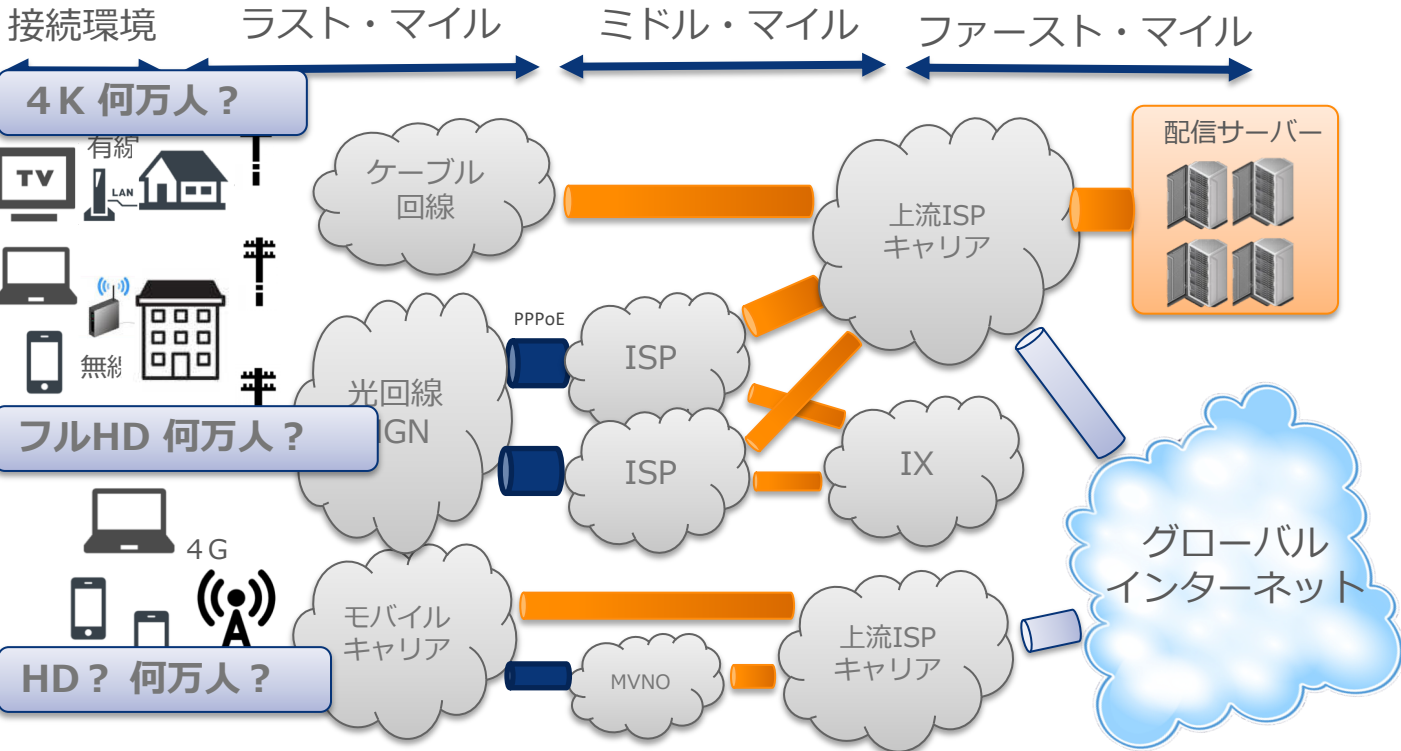 接続環境
ラスト・マイル
ミドル・マイル
ファースト・マイル
４K 何万人？
有線
TV
LAN
ケーブル
回線
上流ISP
キャリア
配信サーバー
無線
PPPoE
ISP
光回線
フルHD 何万人？
ISP
IX
４G
グローバル
インターネット
モバイル
キャリア
上流ISP
キャリア
HD？ 何万人？
MVNO